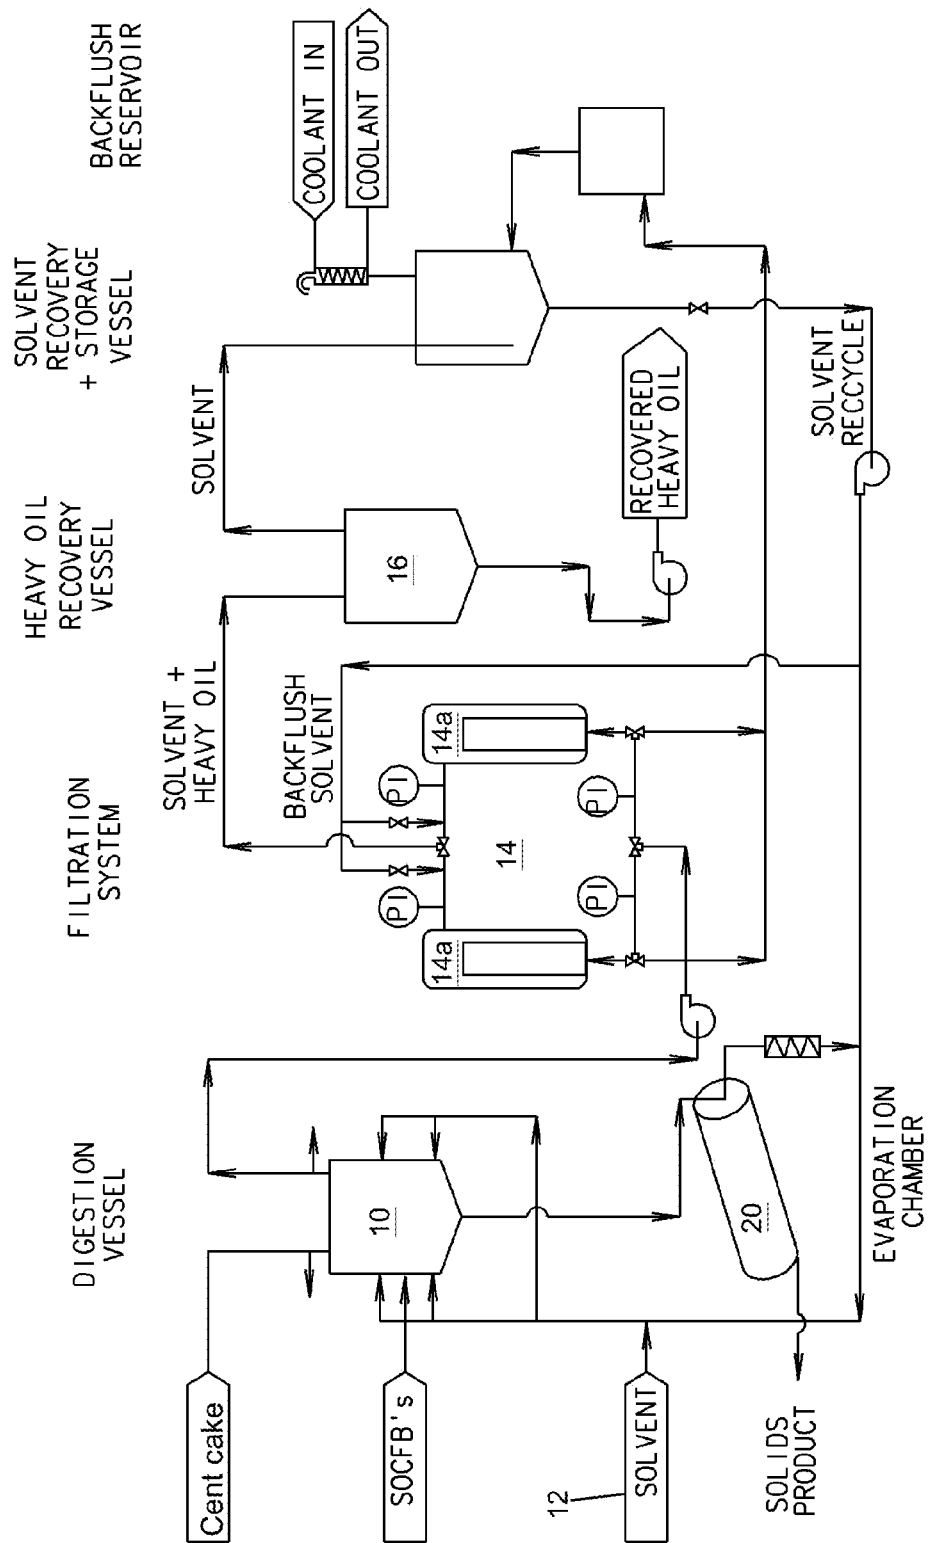 DIGESTION
VESSEL
FILTRATION
SYSTEM
HEAVY OIL
RECOVERY
VESSEL
SOLVENT
RECOVERY
+ STORAGE
VESSEL
BACKFLUSH
RESERVOIR
Cent cake
SOLVENT +
HEAVY OIL
SOLVENT
COOLANT IN
COOLANT OUT
BACKFLUSH
SOLVENT
SOCFB's
10
PI
PI
14a
14a
14
16
PI
PI
12
SOLVENT
RECOVERED
HEAVY OIL
20
SOLIDS
PRODUCT
SOLVENT
RECCYCLE
EVAPORATION
CHAMBER